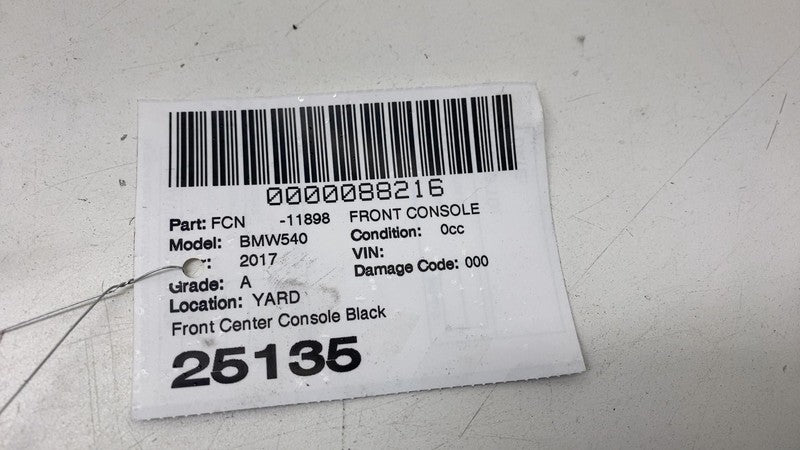 0000088216
Part: FCN -11898 FRONT CONSOLE
Model: BMW540 Condition: 0cc
r: 2017 VIN:
Grade: A Damage Code: 000
Location: YARD
Front Center Console Black
25135